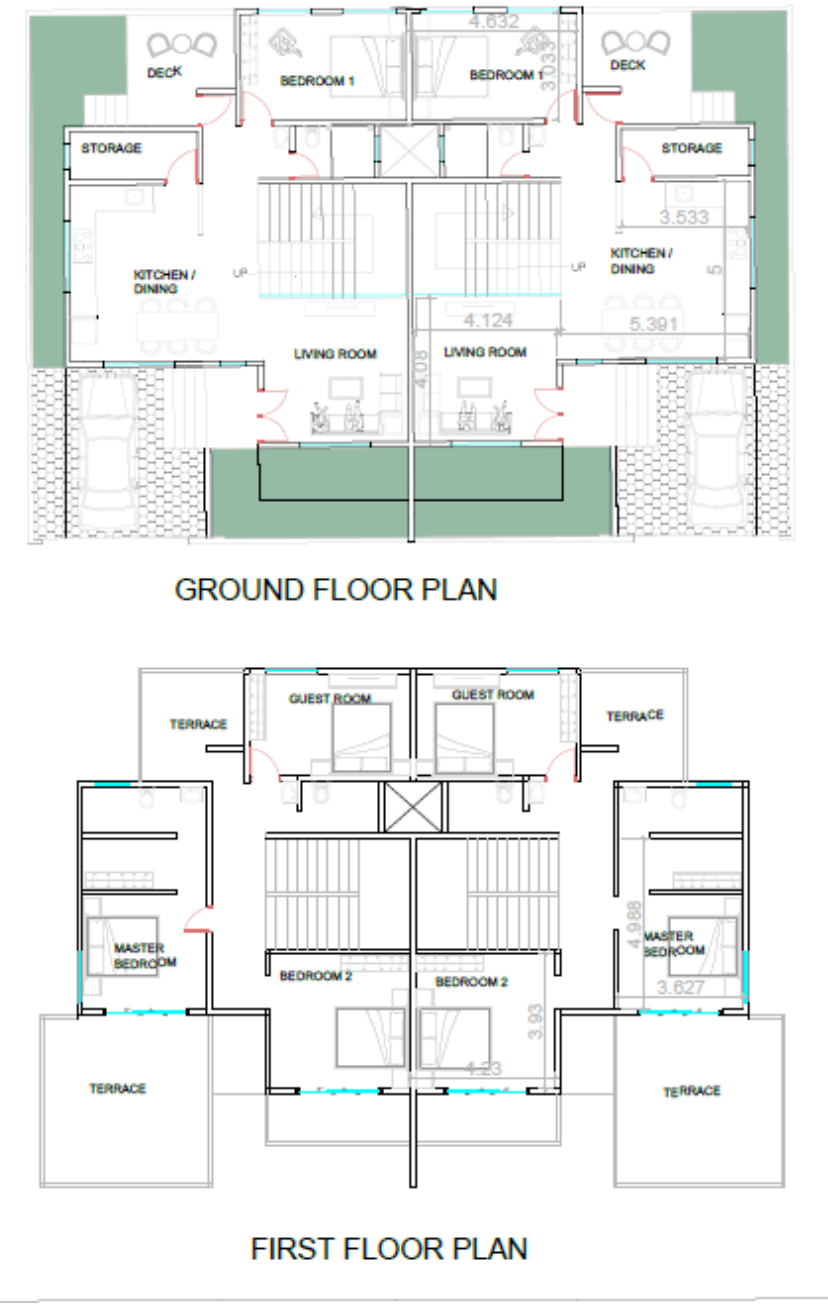 4.632
DECK
BEDROOM 1
3.033
BEDROOM 1
DECK
STORAGE
STORAGE
3.533
KITCHEN /
DINING
UP
UP
KITCHEN /
DINING
5
4.124
5.391
LIVING ROOM
LIVING ROOM
4.08
GROUND FLOOR PLAN
GUEST ROOM
GUEST ROOM
TERRACE
TERRACE
4.988
MASTER
BEDROOM
MASTER
BEDROOM
BEDROOM 2
BEDROOM 2
3.627
3.93
4.23
TERRACE
TERRACE
FIRST FLOOR PLAN